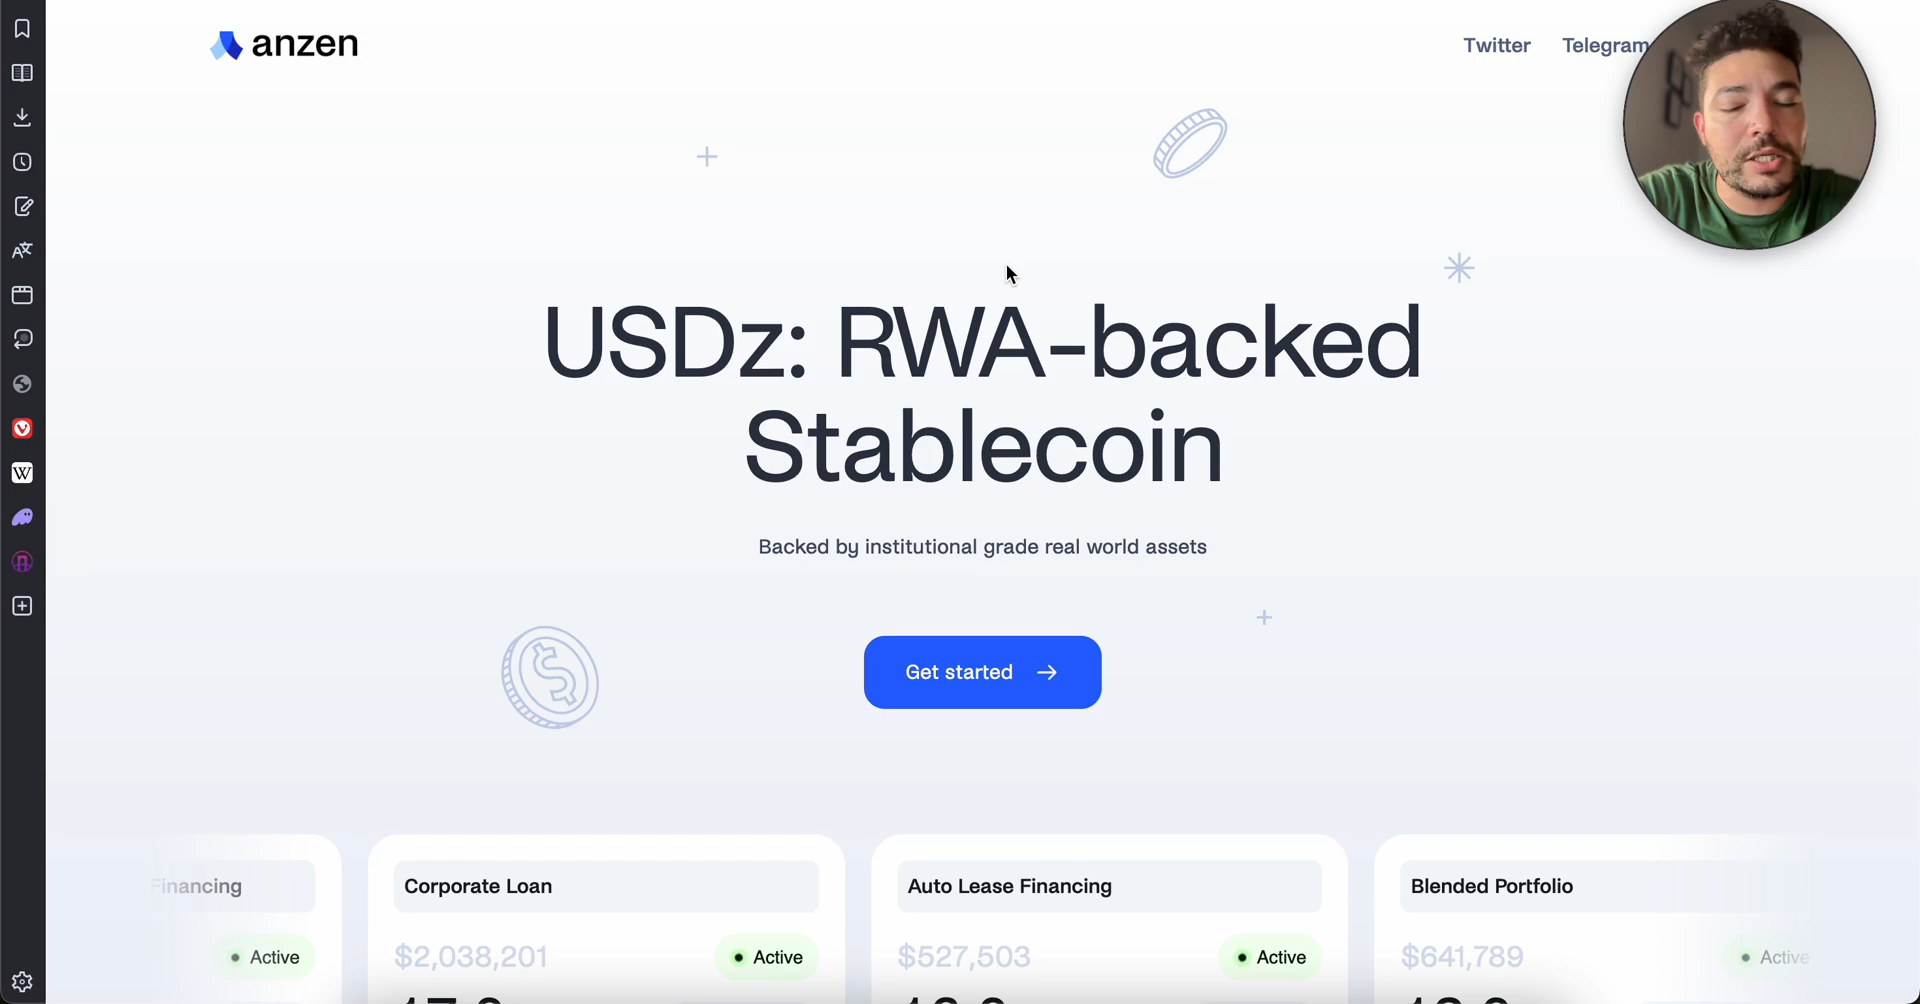 anzen
Twitter
Telegram
USDz: RWA-backed
Stablecoin
Backed by institutional grade real world assets
Get started
Financing
Active
Corporate Loan
$2,038,201
Active
Auto Lease Financing
$527,503
Active
Blended Portfolio
$641,789
Active